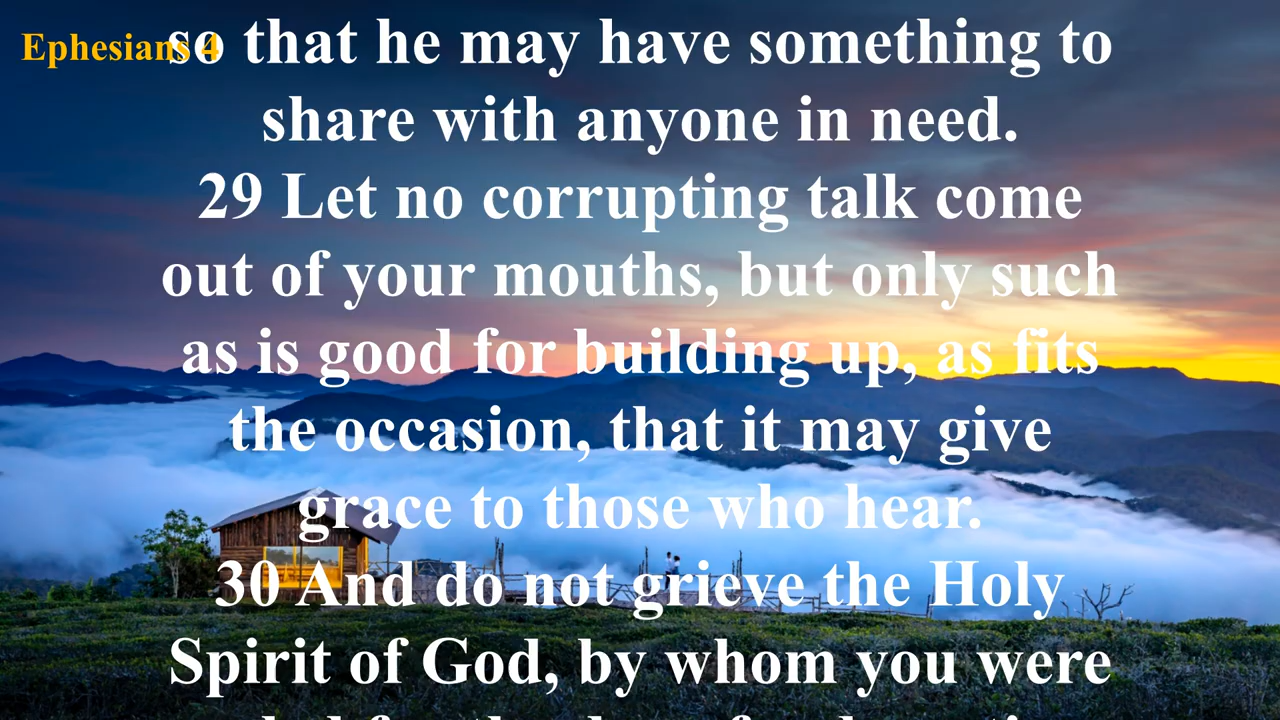 Ephesians 4
so that he may have something to
share with anyone in need.
29 Let no corrupting talk come
out of your mouths, but only such
as is good for building up, as fits
the occasion, that it may give
grace to those who hear.
30 And do not grieve the Holy
Spirit of God, by whom you were